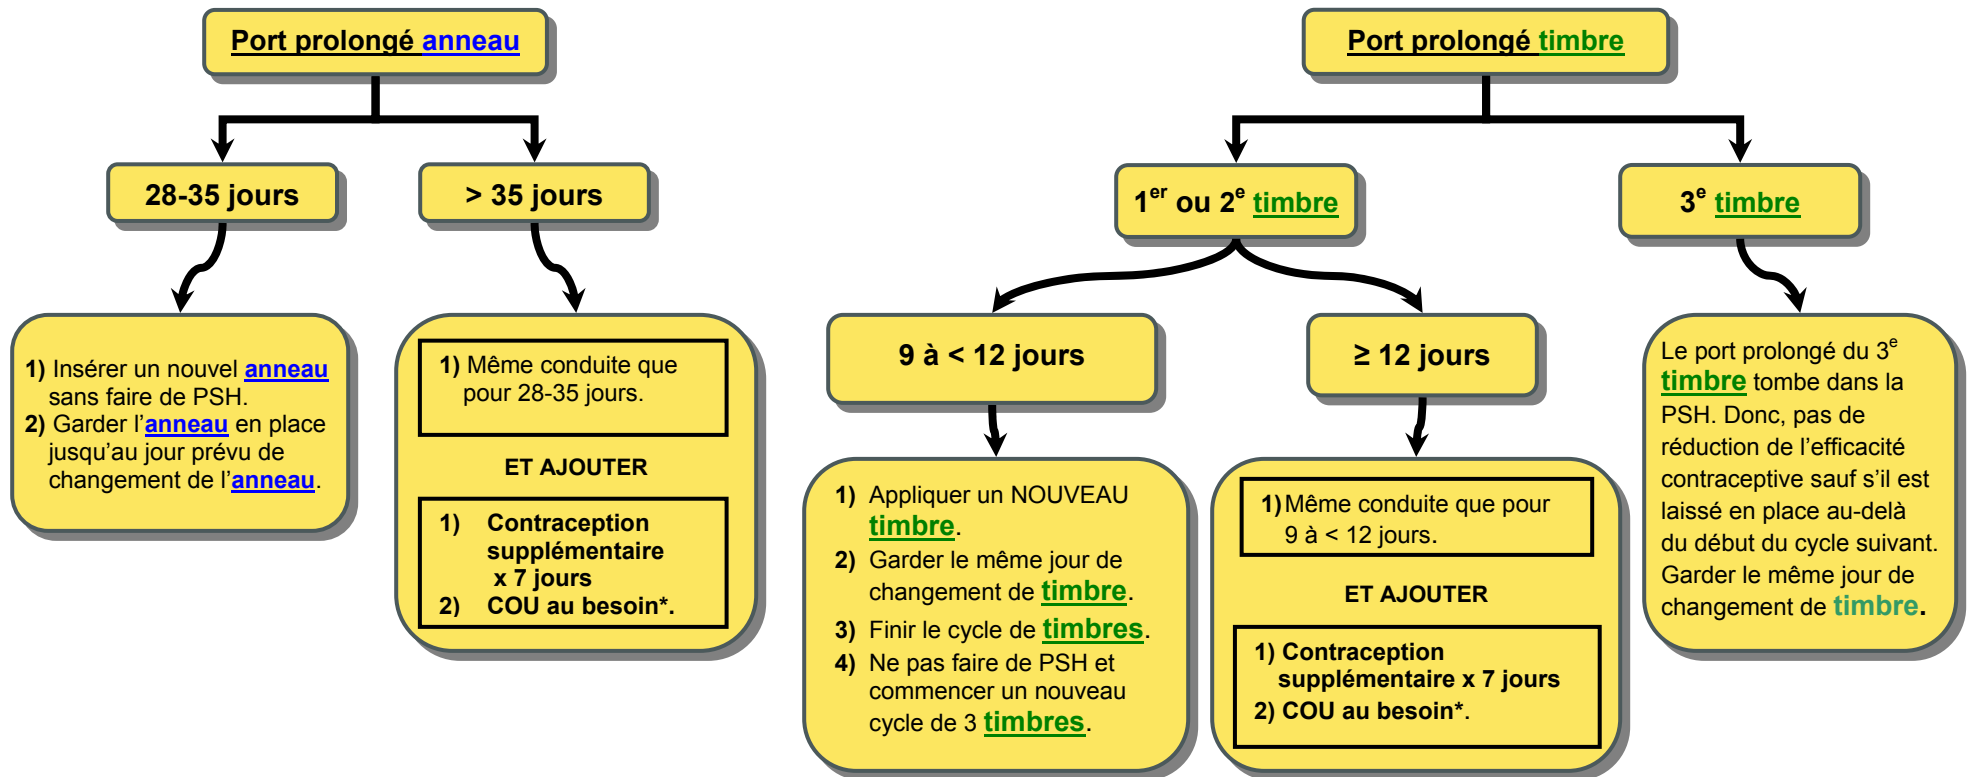 Port prolongé anneau
28-35 jours
> 35 jours
1) Insérer un nouvel anneau
sans faire de PSH.
2) Garder l’anneau en place
jusqu’au jour prévu de
changement de l’anneau.
1) Même conduite que
pour 28-35 jours.
ET AJOUTER
1) Contraception
supplémentaire
x 7 jours
2) COU au besoin*.
Port prolongé timbre
1er ou 2e timbre
3e timbre
9 à < 12 jours
≥ 12 jours
1) Appliquer un NOUVEAU
timbre.
2) Garder le même jour de
changement de timbre.
3) Finir le cycle de timbres.
4) Ne pas faire de PSH et
commencer un nouveau
cycle de 3 timbres.
1) Même conduite que pour
9 à < 12 jours.
ET AJOUTER
1) Contraception
supplémentaire x 7 jours
2) COU au besoin*.
Le port prolongé du 3e
timbre tombe dans la
PSH. Donc, pas de
réduction de l’efficacité
contraceptive sauf s’il est
laissé en place au-delà
du début du cycle suivant.
Garder le même jour de
changement de timbre.